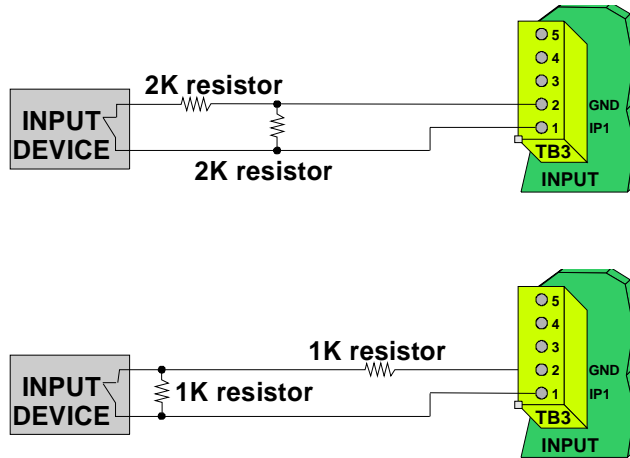 5
4
2K resistor
3
2 GND
INPUT
DEVICE
1 IP1
TB3
2K resistor
INPUT
5
4
1K resistor
3
2 GND
INPUT
DEVICE
1K resistor
1 IP1
TB3
INPUT